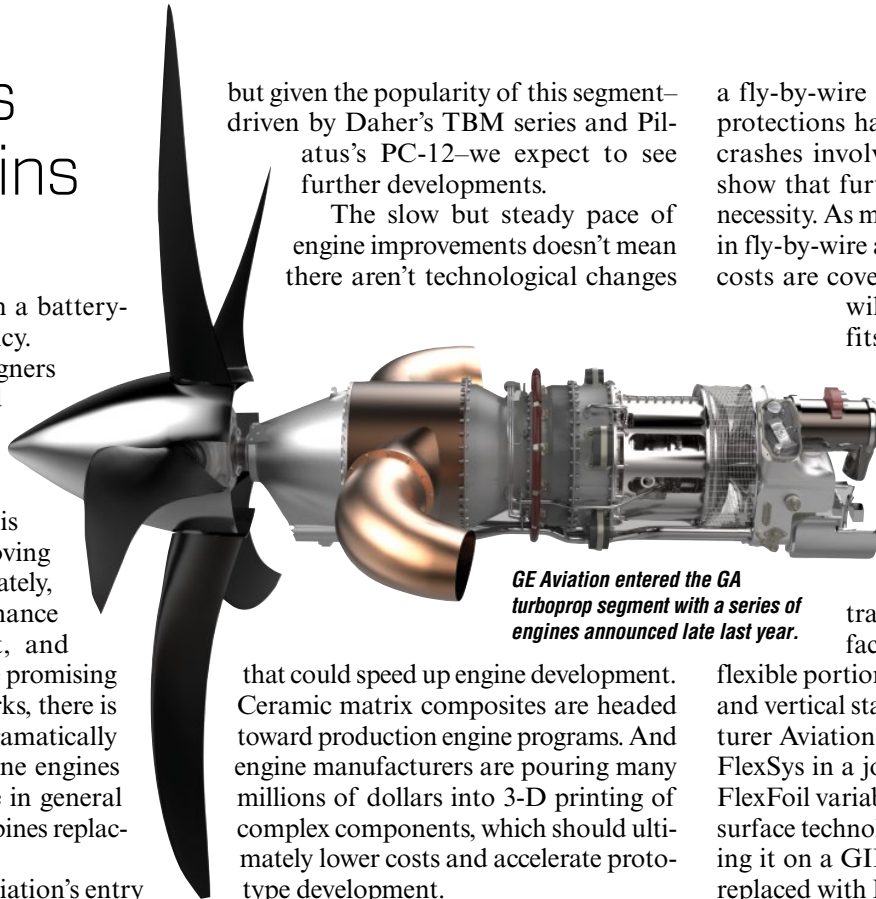 s
ins
n a battery-
cy.
gners
is
oving
ately,
nance
t, and
promising
rks, there is
ramatically
ne engines
e in general
bines replac-
iation's entry
but given the popularity of this segment–
driven by Daher's TBM series and Pil-
atus's PC-12–we expect to see
further developments.
The slow but steady pace of
engine improvements doesn't mean
there aren't technological changes
GE Aviation entered the GA
turboprop segment with a series of
engines announced late last year.
that could speed up engine development.
Ceramic matrix composites are headed
toward production engine programs. And
engine manufacturers are pouring many
millions of dollars into 3-D printing of
complex components, which should ulti-
mately lower costs and accelerate proto-
type development.
a fly-by-wire
protections ha
crashes involv
show that furt
necessity. As m
in fly-by-wire a
costs are cove
wil
fits
tra
fac
flexible portion
and vertical sta
turer Aviation
FlexSys in a jo
FlexFoil variab
surface technol
ing it on a GII
replaced with